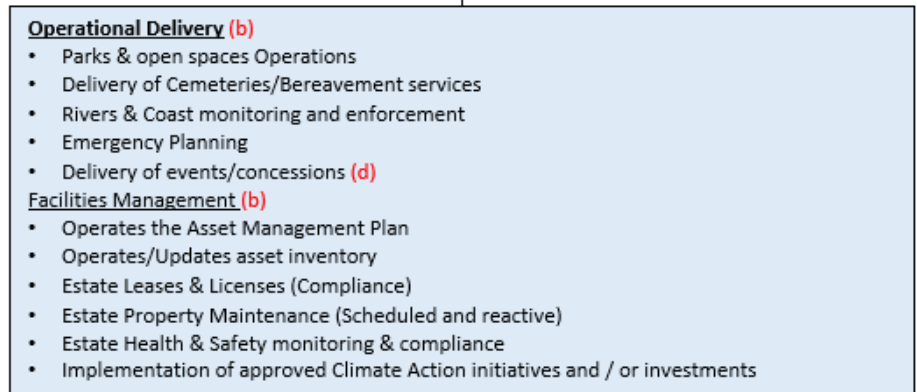 Operational Delivery (b)
• Parks & open spaces Operations
• Delivery of Cemeteries/Bereavement services
• Rivers & Coast monitoring and enforcement
• Emergency Planning
• Delivery of events/concessions (d)
Facilities Management (b)
• Operates the Asset Management Plan
• Operates/Updates asset inventory
• Estate Leases & Licenses (Compliance)
• Estate Property Maintenance (Scheduled and reactive)
• Estate Health & Safety monitoring & compliance
• Implementation of approved Climate Action initiatives and / or investments